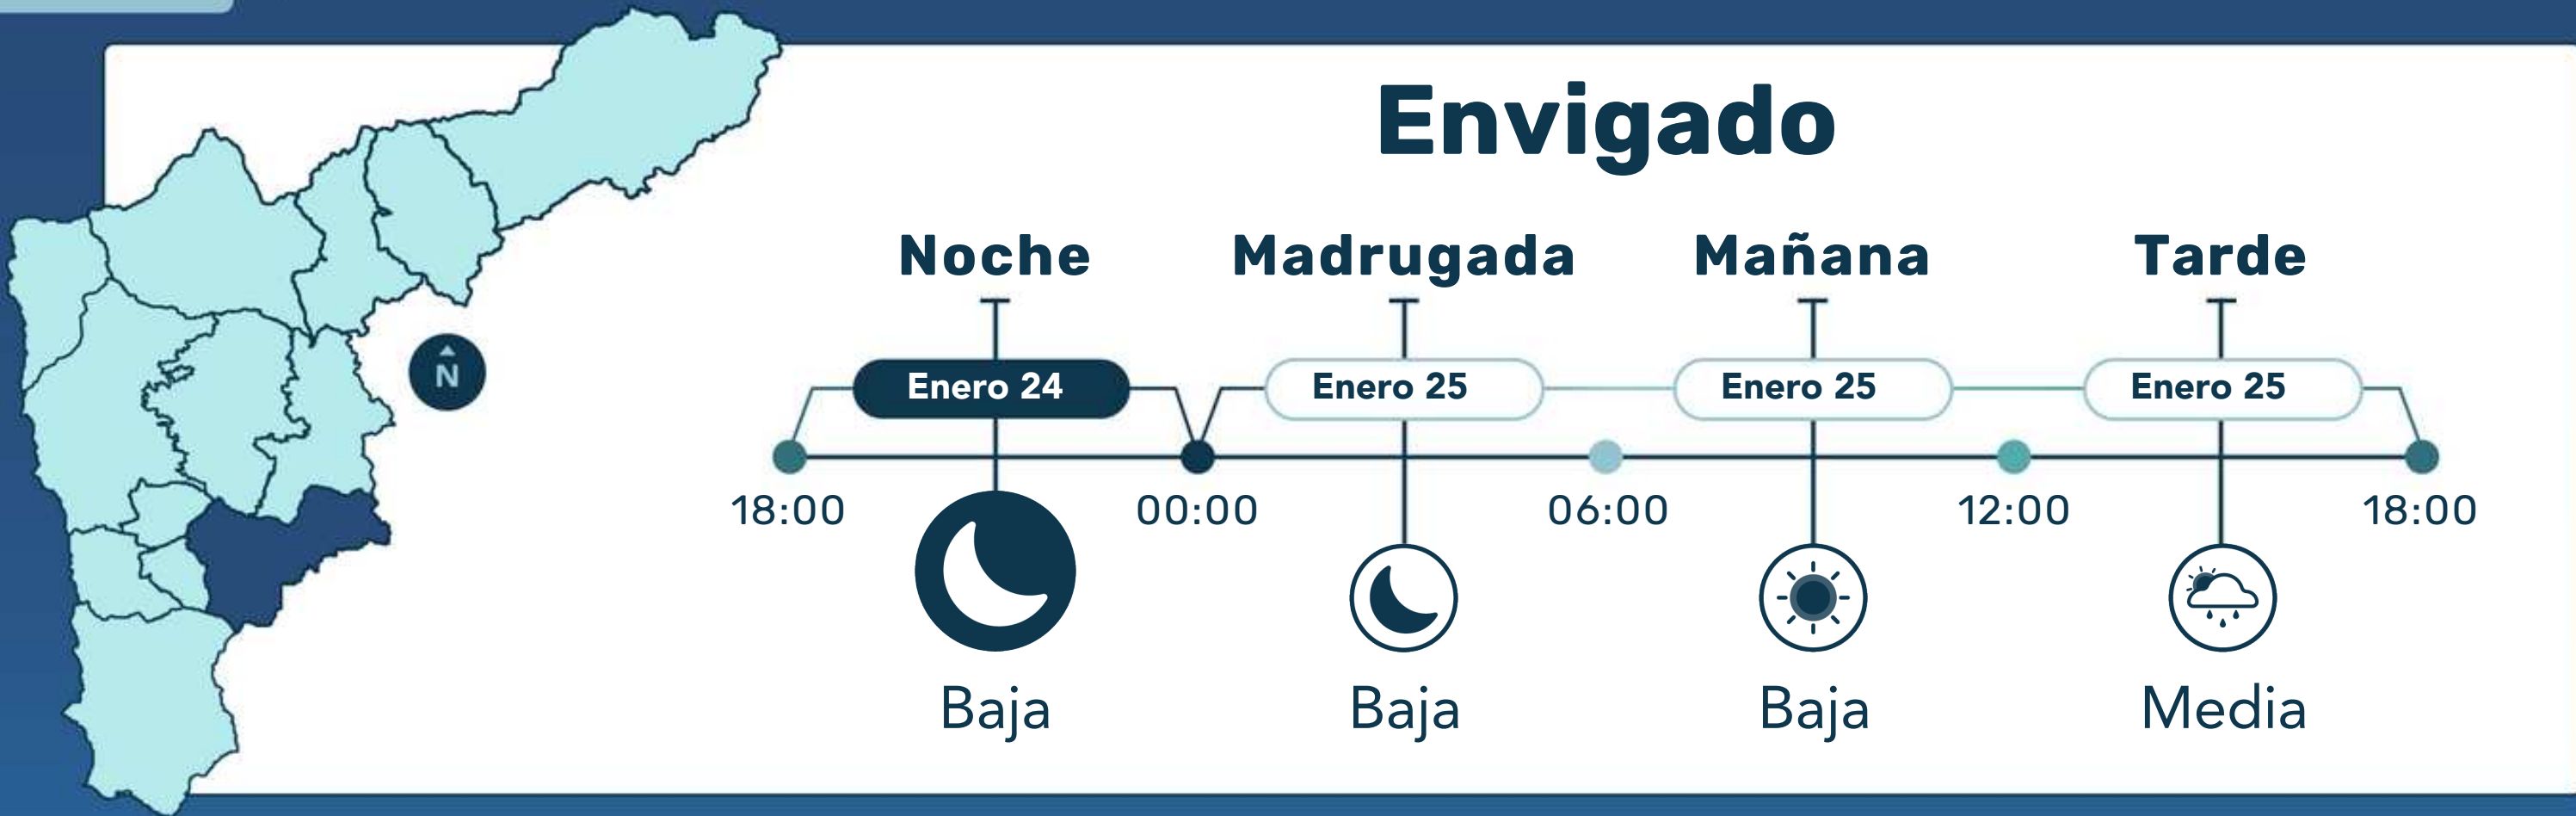 Envigado
Noche Madrugada Mañana Tarde
Enero 24 Enero 25 Enero 25 Enero 25
N
18:00 00:00 06:00 12:00 18:00
Baja Baja Baja Media